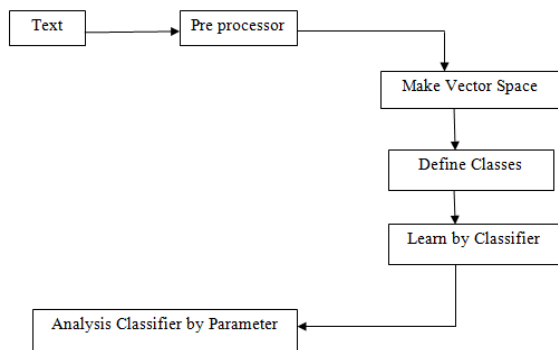 Text
Pre processor
Make Vector Space
Define Classes
Learn by Classifier
Analysis Classifier by Parameter